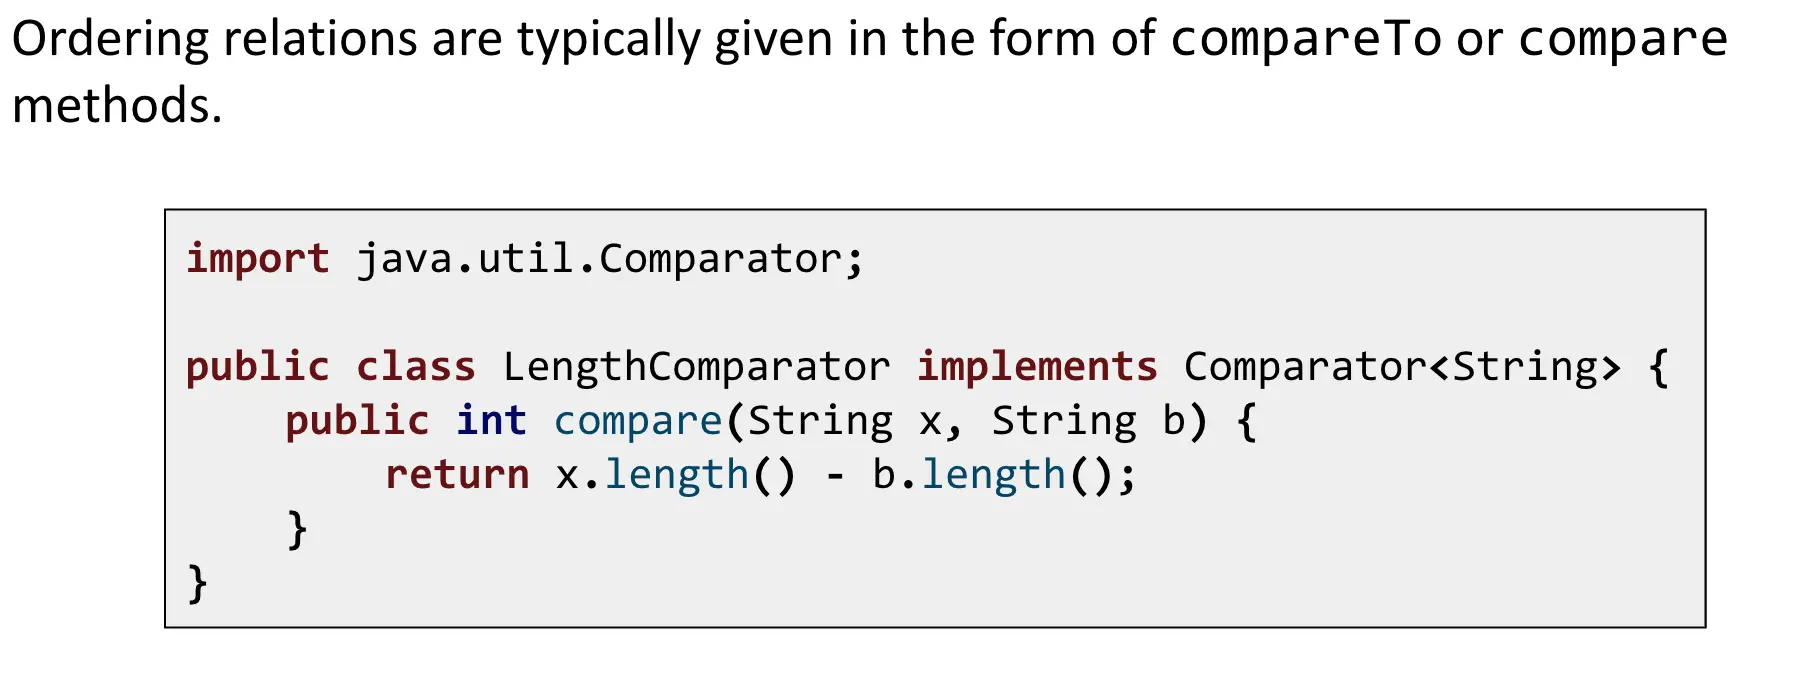 Ordering relations are typically given in the form of compareTo or compare
methods.
import java.util.Comparator;
public class LengthComparator implements Comparator<String> {
    public int compare(String x, String b) {
        return x.length() - b.length();
    }
}